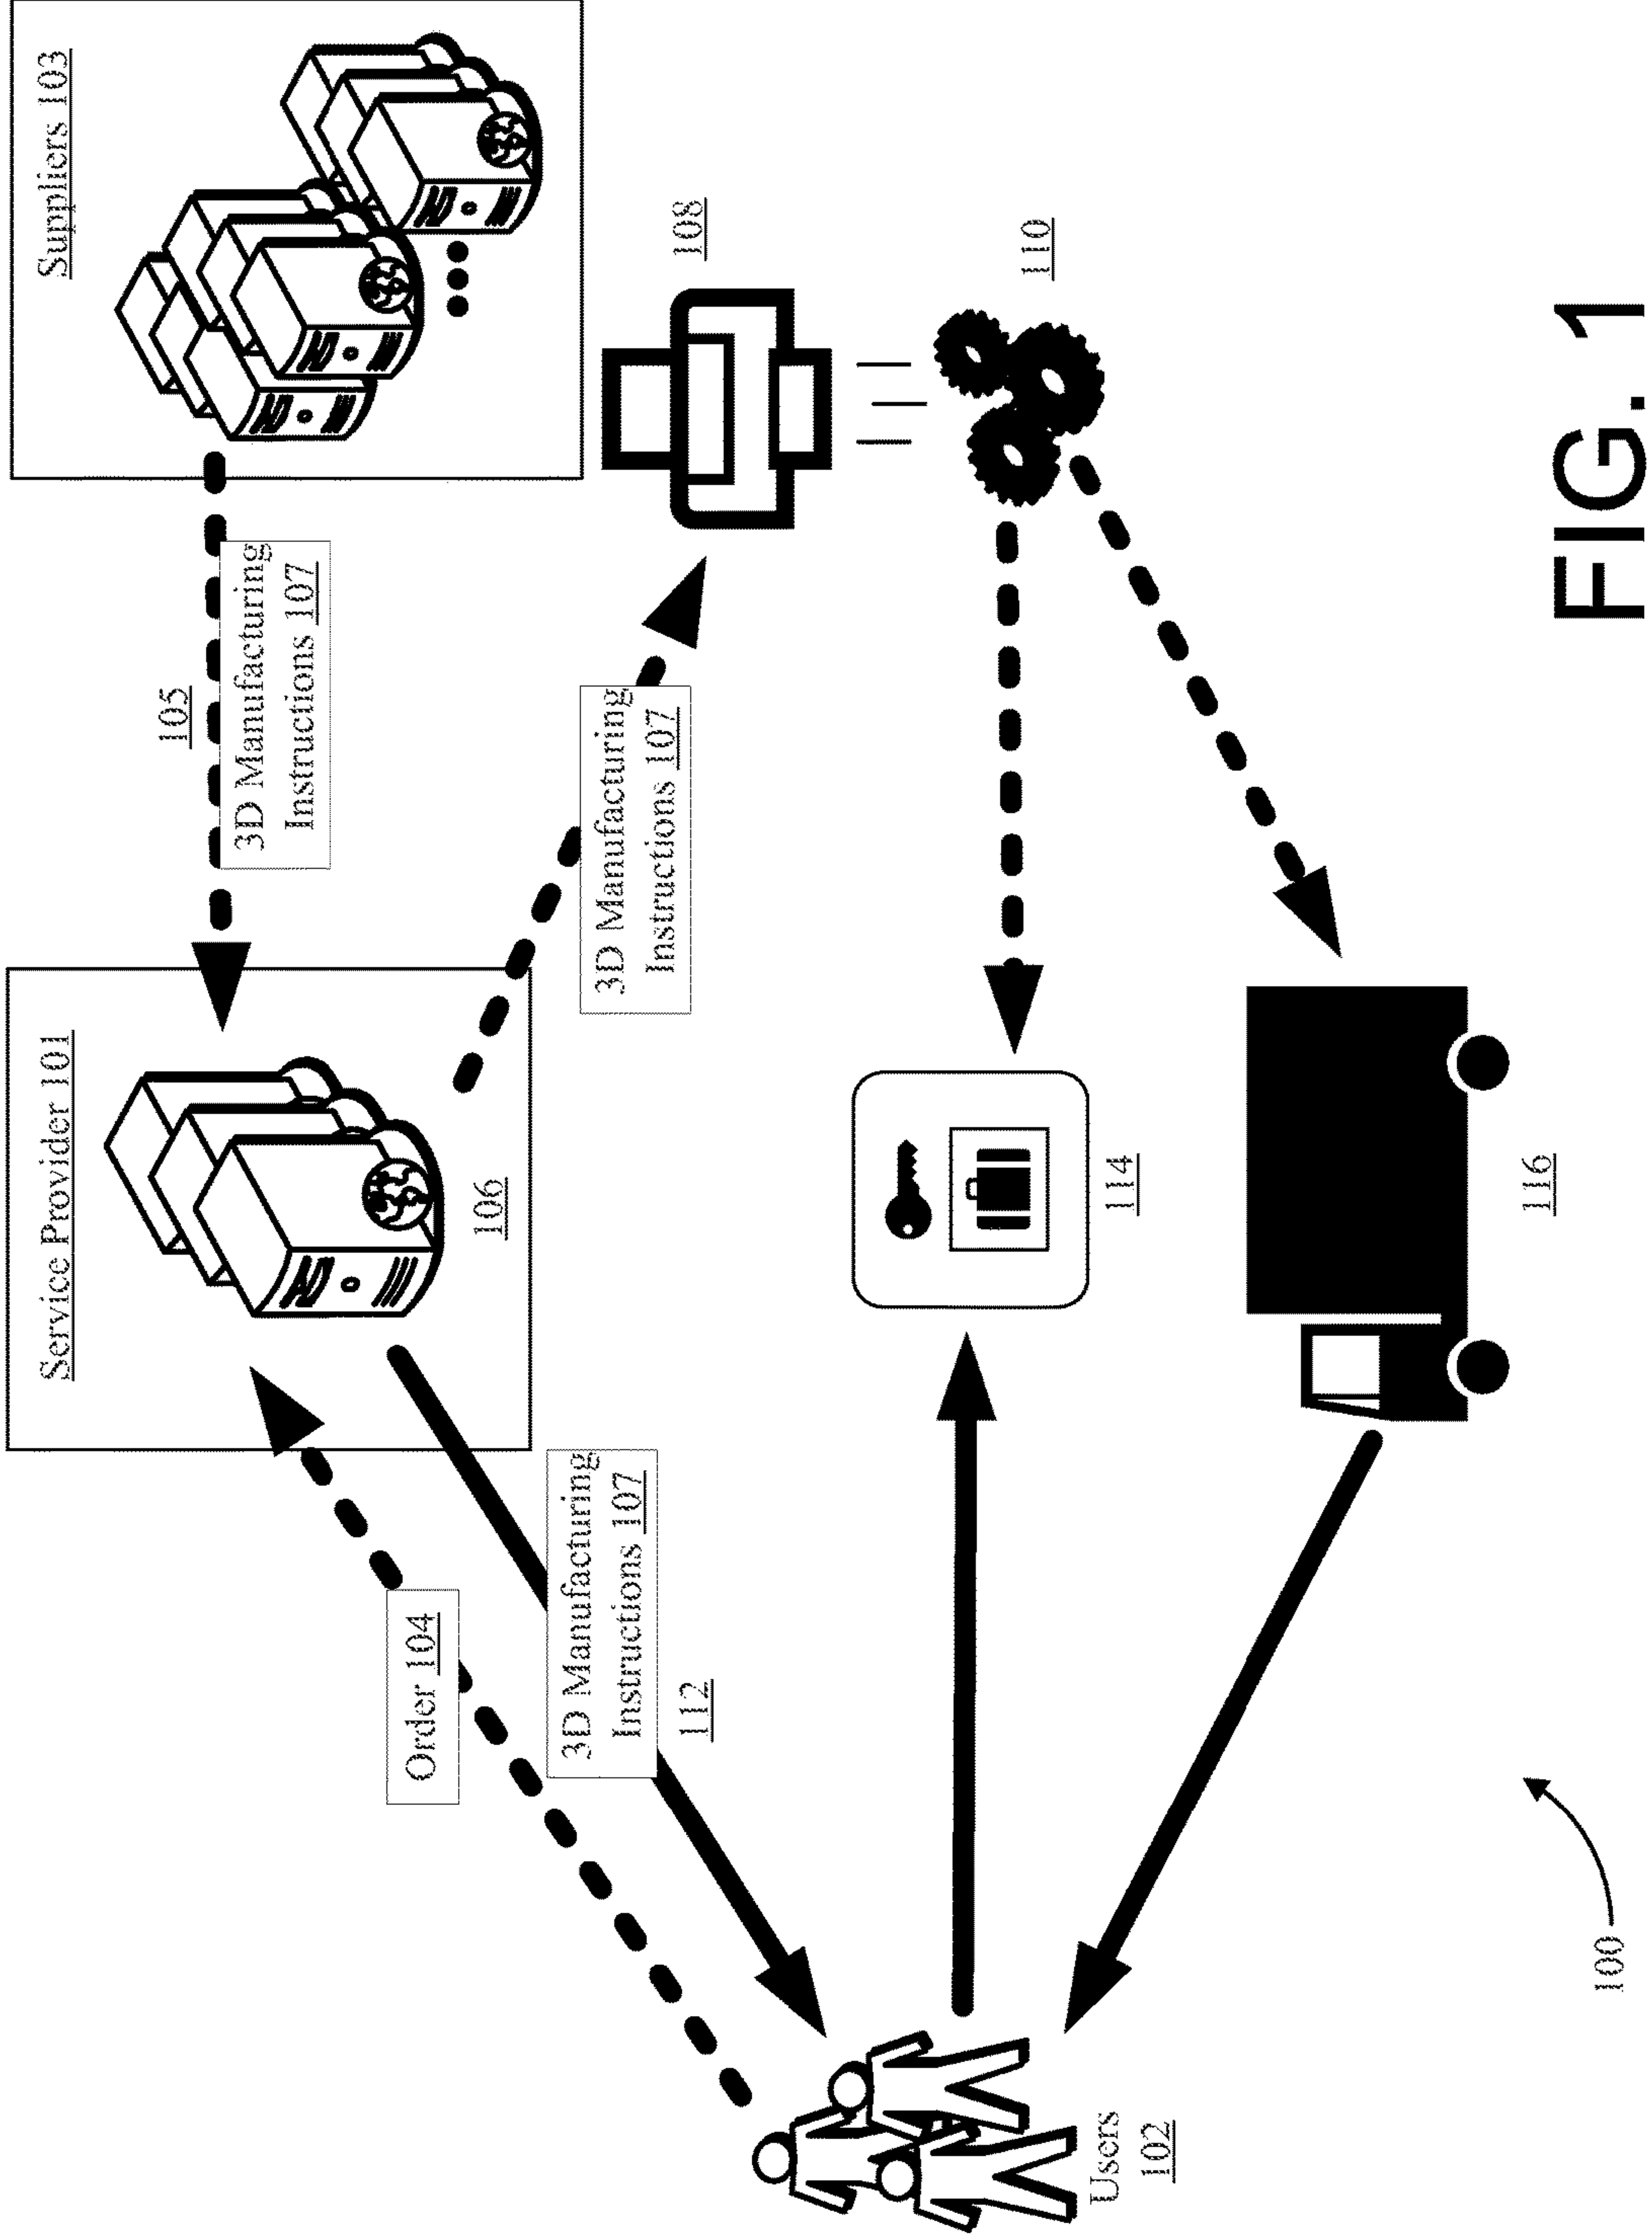 Service Provider 101
Suppliers 103
105
3D Manufacturing
Instructions 107
Order 104
106
3D Manufacturing
Instructions 107
108
3D Manufacturing
Instructions 107
112
110
114
Users
102
116
100
FIG. 1